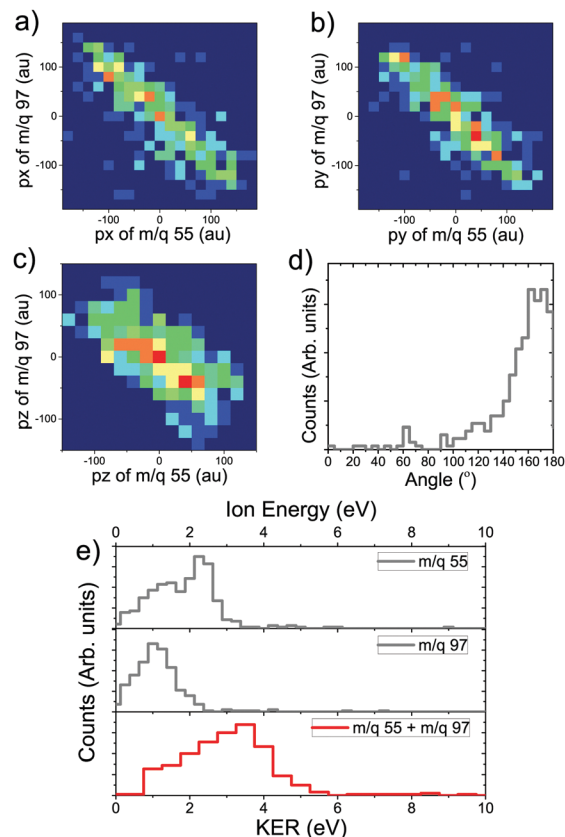 a)
b)
px of m/q 97 (au)
100
0
-100
-100
0
100
px of m/q 55 (au)
py of m/q 97 (au)
100
0
-100
-100
0
100
py of m/q 55 (au)
c)
d)
pz of m/q 97 (au)
100
0
-100
-100
0
100
pz of m/q 55 (au)
Counts (Arb. units)
0 20 40 60 80 100 120 140 160 180
Angle (°)
Ion Energy (eV)
0 2 4 6 8 10
e)
m/q 55
m/q 97
m/q 55 + m/q 97
Counts (Arb. units)
0 2 4 6 8 10
KER (eV)